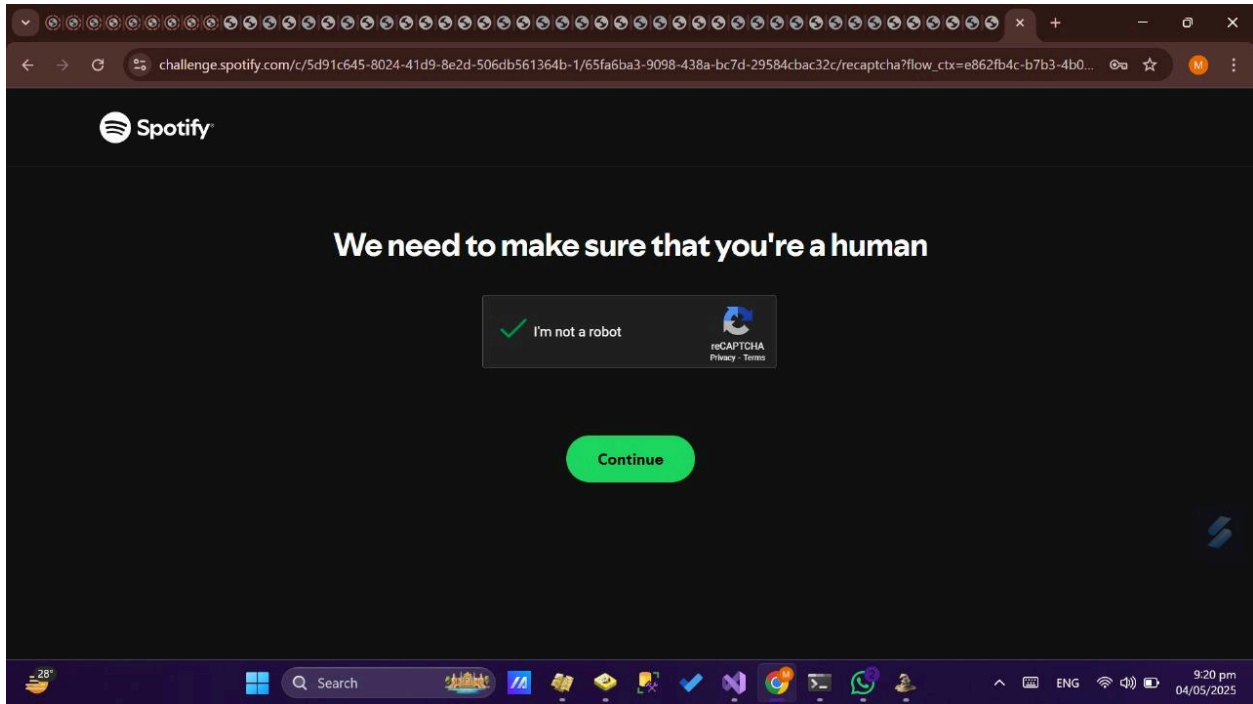 challenge.spotify.com/c/5d91c645-8024-41d9-8e2d-506db561364b-1/65fa6ba3-9098-438a-bc7d-29584cbac32c/recaptcha?flow_ctx=e862fb4c-b7b3-4b0...
M
Spotify
We need to make sure that you're a human
I'm not a robot
reCAPTCHA
Privacy - Terms
Continue
28°
Search
ENG
9:20 pm
04/05/2025